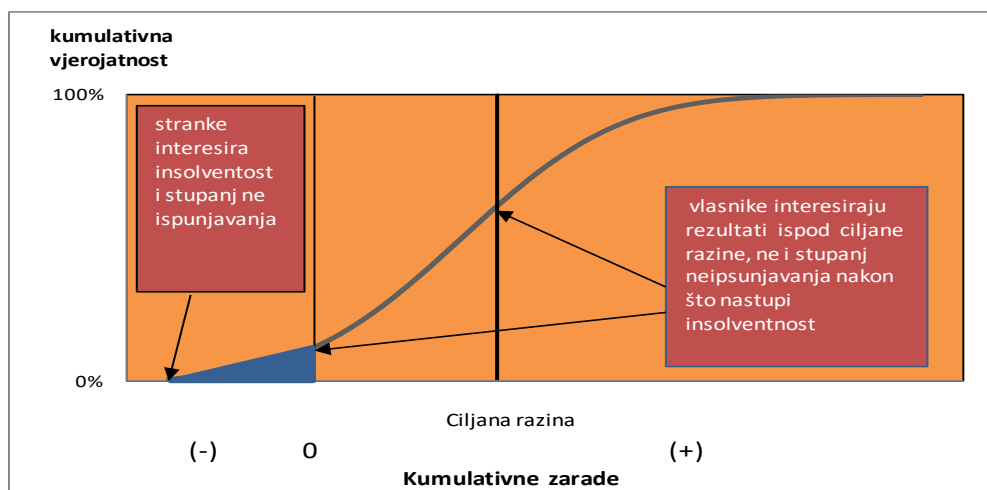 kumulativna
vjerojatnost
100%
stranke
interesira
insolventost
i stupanj ne
ispunjavanja
vlasnike interesiraju
rezultati ispod ciljane
razine, ne i stupanj
neipsunjavanja nakon
što nastupi
insolventnost
0%
Ciljana razina
(-)
0
(+)
Kumulativne zarade